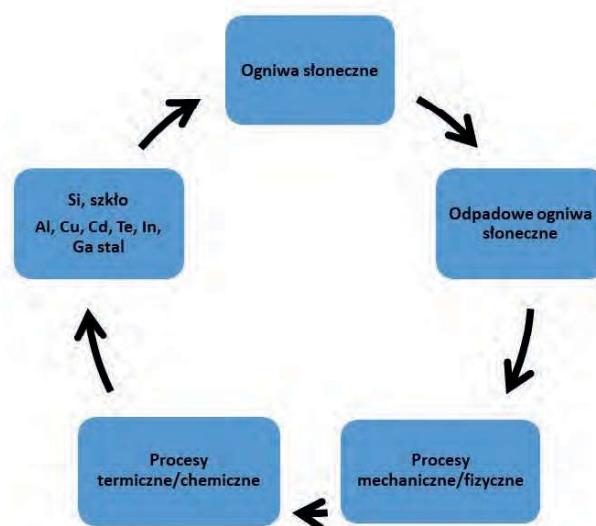 Ogniwa słoneczne
Odpadowe ogniwa
słoneczne
Procesy
mechaniczne/fizyczne
Procesy
termiczne/chemiczne
Si, szkło
Al, Cu, Cd, Te, In,
Ga stal